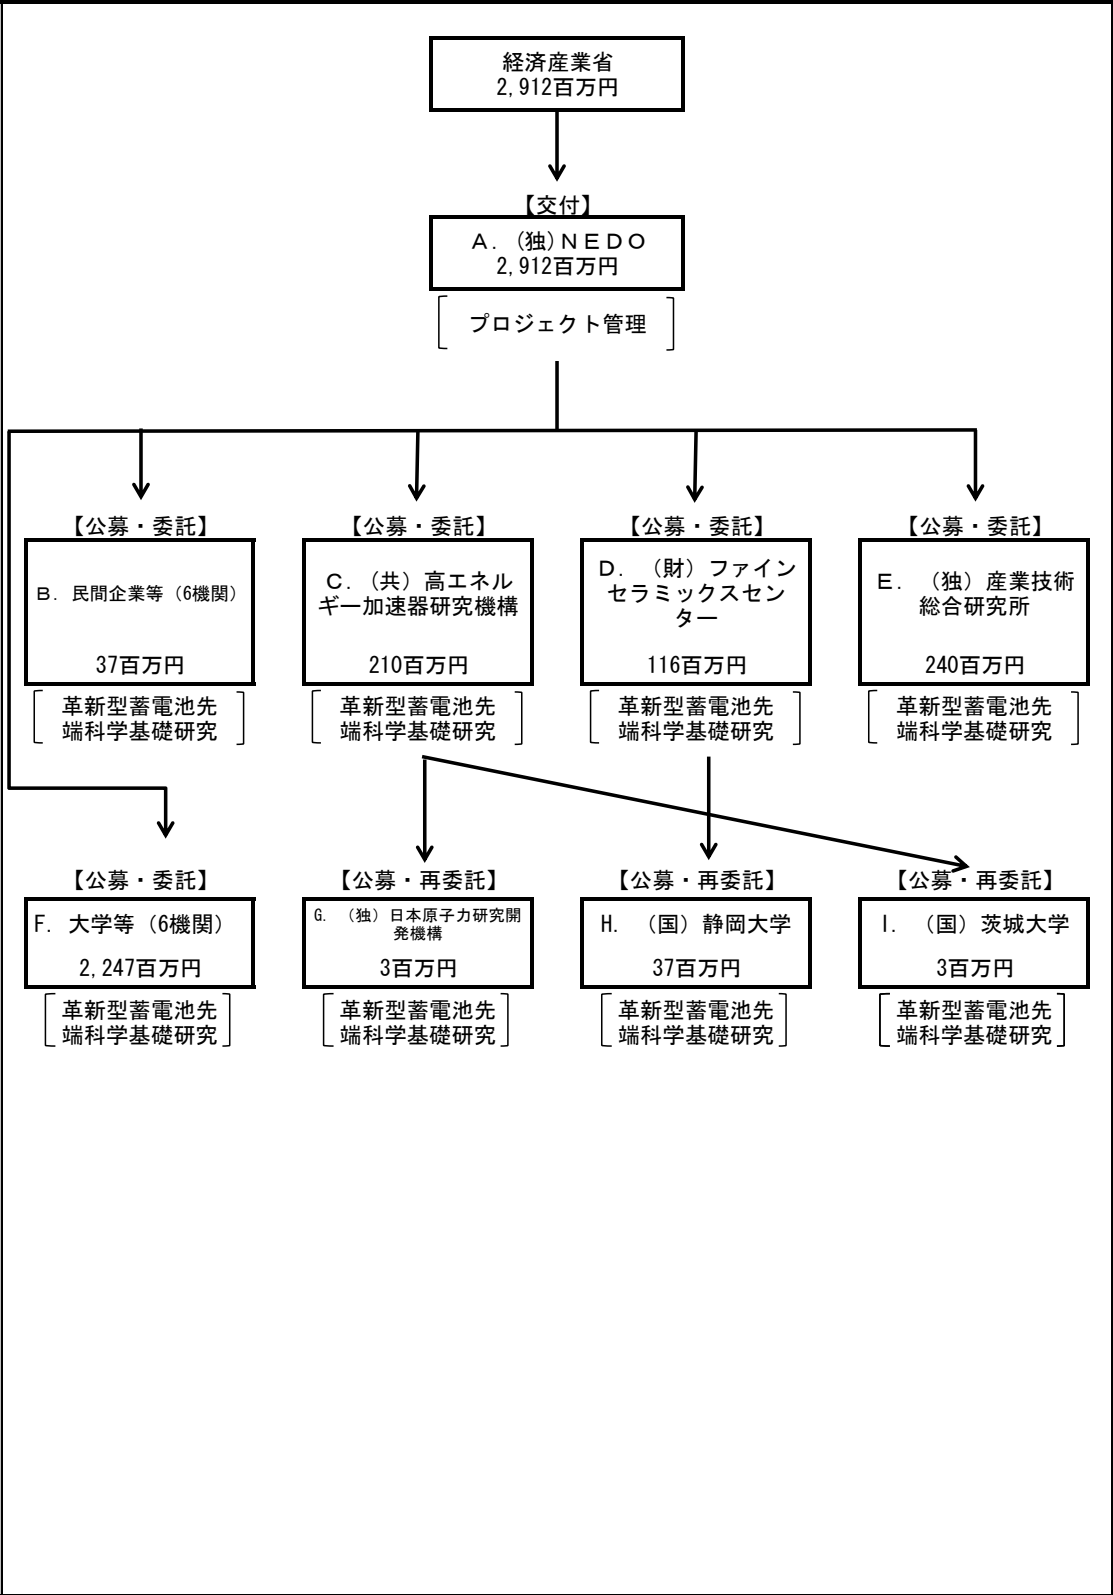 経済産業省
2,912百万円
【交付】
A.(独)NEDO
2,912百万円
プロジェクト管理
【公募・委託】
B. 民間企業等(6機関)
37百万円
革新型蓄電池先
端科学基礎研究
【公募・委託】
C.(共)高エネル
ギー加速器研究機構
210百万円
革新型蓄電池先
端科学基礎研究
【公募・委託】
D. (財)ファイン
セラミックスセン
ター
116百万円
革新型蓄電池先
端科学基礎研究
【公募・委託】
E. (独)産業技術
総合研究所
240百万円
革新型蓄電池先
端科学基礎研究
【公募・委託】
F. 大学等(6機関)
2,247百万円
革新型蓄電池先
端科学基礎研究
【公募・再委託】
G. (独)日本原子力研究開
発機構
3百万円
革新型蓄電池先
端科学基礎研究
【公募・再委託】
H. (国)静岡大学
37百万円
革新型蓄電池先
端科学基礎研究
【公募・再委託】
I. (国)茨城大学
3百万円
革新型蓄電池先
端科学基礎研究